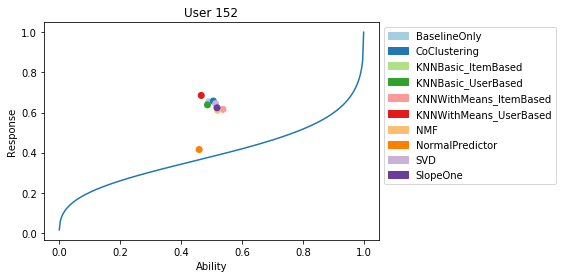 User 152
1.0
0.8
0.6
0.4
0.2
0.0
Response
0.0 0.2 0.4 0.6 0.8 1.0
Ability
BaselineOnly
CoClustering
KNNBasic_ItemBased
KNNBasic_UserBased
KNNWithMeans_ItemBased
KNNWithMeans_UserBased
NMF
NormalPredictor
SVD
SlopeOne